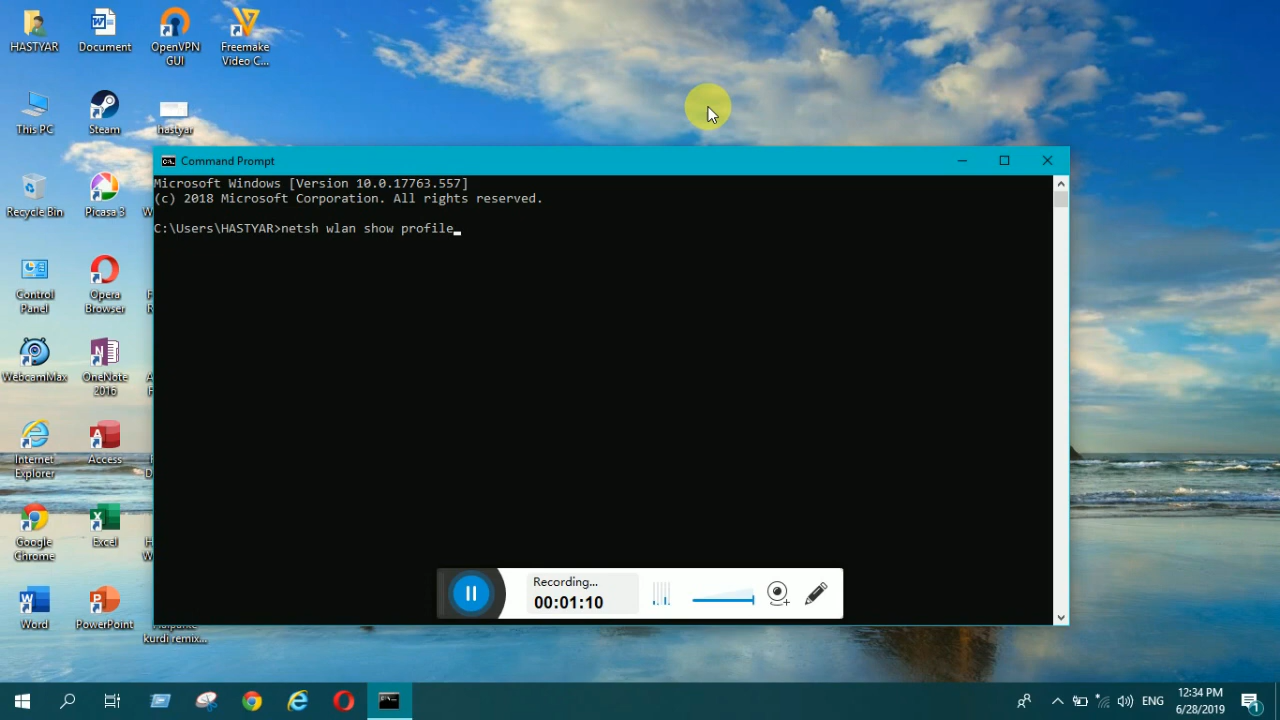 HASTYAR
Document
OpenVPN
GUI
Freemake
Video C...
This PC
Steam
hastyar
Recycle Bin
Picasa 3
Control
Panel
Opera
Browser
WebcamMax
OneNote
2016
Internet
Explorer
Access
Google
Chrome
Excel
Word
PowerPoint
kurdi remix...
Command Prompt
Microsoft Windows [Version 10.0.17763.557]
(c) 2018 Microsoft Corporation. All rights reserved.
C:\Users\HASTYAR>netsh wlan show profile
Recording...
00:01:10
ENG
12:34 PM
6/28/2019
1